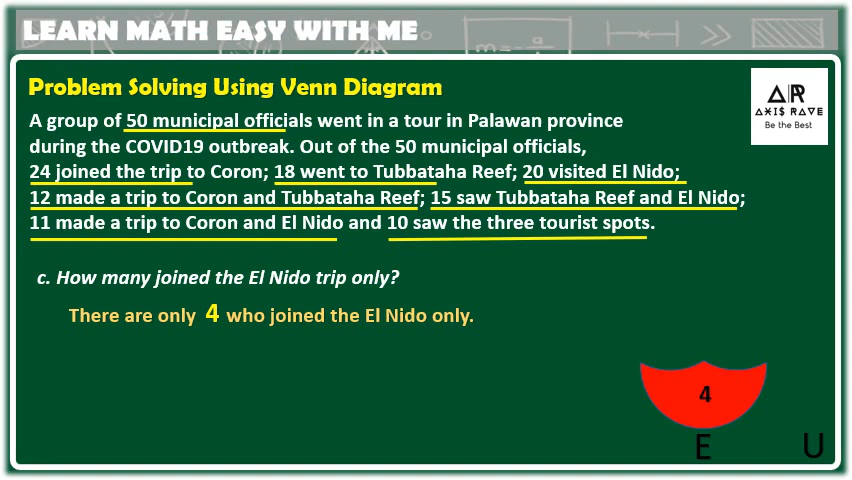 LEARN MATH EASY WITH ME
Problem Solving Using Venn Diagram
A group of 50 municipal officials went in a tour in Palawan province
during the COVID19 outbreak. Out of the 50 municipal officials,
24 joined the trip to Coron; 18 went to Tubbataha Reef; 20 visited El Nido;
12 made a trip to Coron and Tubbataha Reef; 15 saw Tubbataha Reef and El Nido;
11 made a trip to Coron and El Nido and 10 saw the three tourist spots.
AR
AXIS RAVE
Be the Best
c. How many joined the El Nido trip only?
There are only 4 who joined the El Nido only.
4
E U